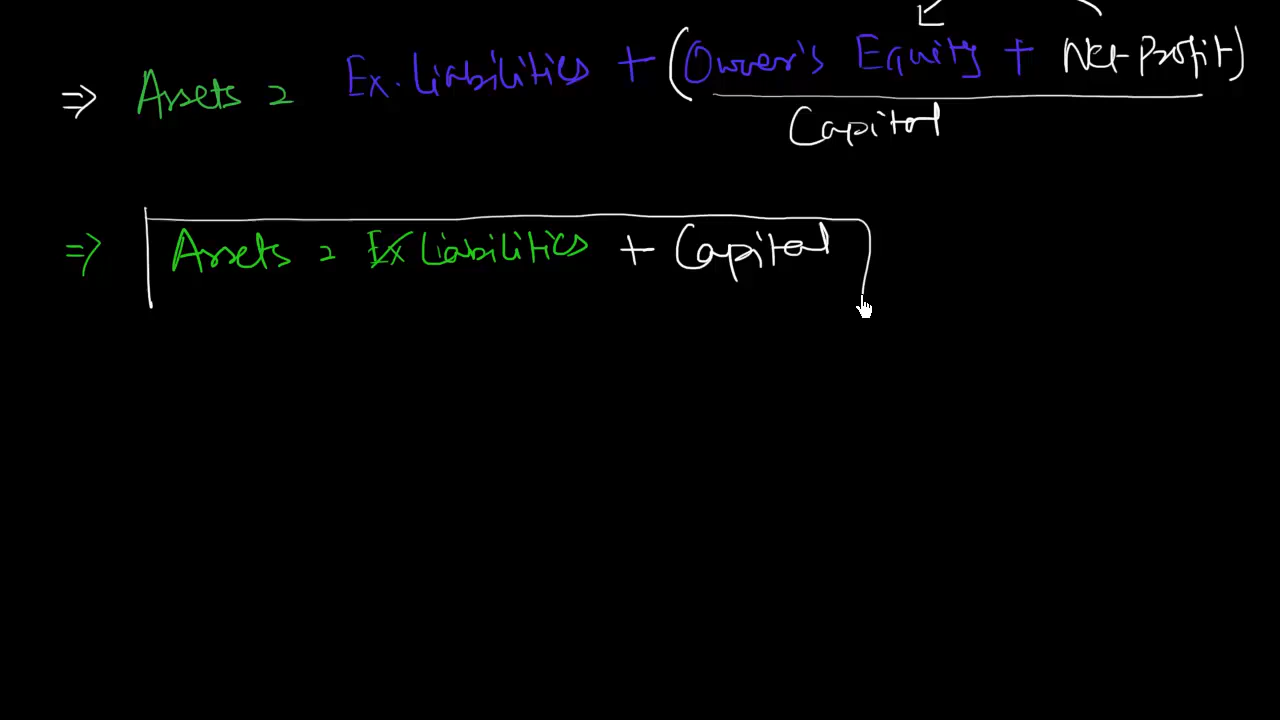 ⇒ Assets = Ex. Liabilities + (Owner's Equity + Net Profit)
Capital
⇒ Assets = Ex Liabilities + Capital